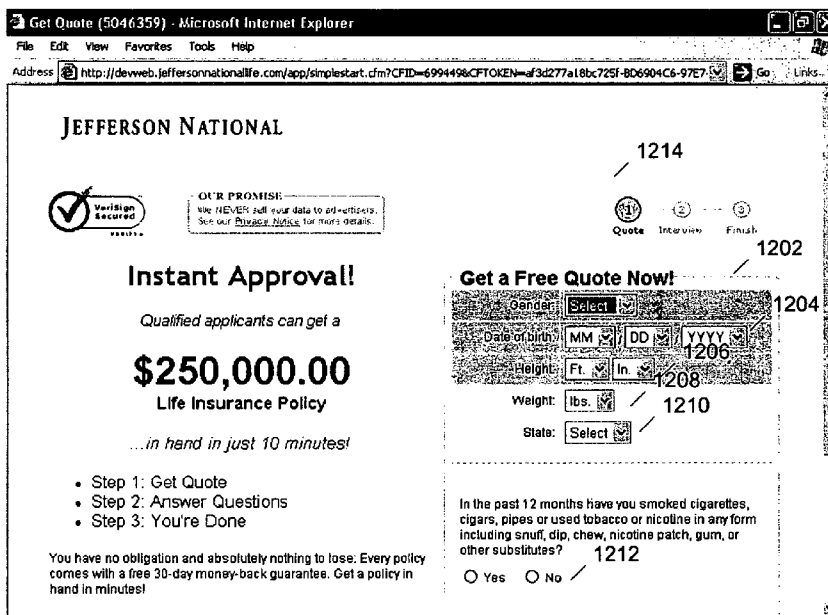 Get Quote (5046359) - Microsoft Internet Explorer
File Edit View Favorites Tools Help
Address http://devweb.jeffersonnationallife.com/app/simplestart.cfm?CFID=699449&CFTOKEN=af3d277a18bc725f-BD6904C6-97E7- Go Links
JEFFERSON NATIONAL
1214
VeriSign
Secured
VERIFY
OUR PROMISE
We NEVER sell your data to advertisers.
See our Privacy Notice for more details.
1 2 3
Quote Interview Finish
1202
Instant Approval!
Qualified applicants can get a
$250,000.00
Life Insurance Policy
...in hand in just 10 minutes!
• Step 1: Get Quote
• Step 2: Answer Questions
• Step 3: You're Done
You have no obligation and absolutely nothing to lose. Every policy
comes with a free 30-day money-back guarantee. Get a policy in
hand in minutes!
Get a Free Quote Now!
Gender: Select
1204
Date of birth: MM / DD / YYYY
1206
Height: Ft. In.
1208
Weight: lbs.
1210
State: Select
In the past 12 months have you smoked cigarettes,
cigars, pipes or used tobacco or nicotine in any form
including snuff, dip, chew, nicotine patch, gum, or
other substitutes?
1212
Yes No